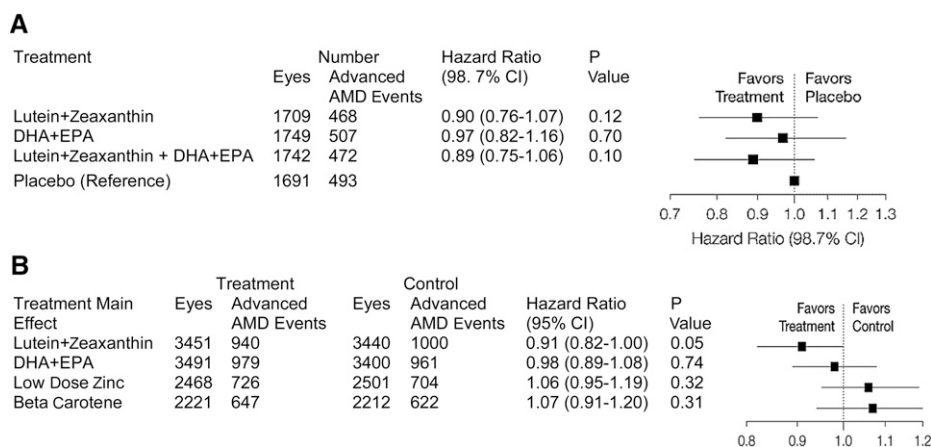 A
Treatment Number Hazard Ratio P
Eyes Advanced (98. 7% CI) Value
AMD Events
Favors Favors
Treatment Placebo
Lutein+Zeaxanthin 1709 468 0.90 (0.76-1.07) 0.12
DHA+EPA 1749 507 0.97 (0.82-1.16) 0.70
Lutein+Zeaxanthin + DHA+EPA 1742 472 0.89 (0.75-1.06) 0.10
Placebo (Reference) 1691 493
0.7 0.8 0.9 1.0 1.1 1.2 1.3
Hazard Ratio (98.7% CI)
B
Treatment Control
Treatment Main Eyes Advanced Eyes Advanced Hazard Ratio P
Effect AMD Events AMD Events (95% CI) Value
Favors Favors
Treatment Control
Lutein+Zeaxanthin 3451 940 3440 1000 0.91 (0.82-1.00) 0.05
DHA+EPA 3491 979 3400 961 0.98 (0.89-1.08) 0.74
Low Dose Zinc 2468 726 2501 704 1.06 (0.95-1.19) 0.32
Beta Carotene 2221 647 2212 622 1.07 (0.91-1.20) 0.31
0.8 0.9 1.0 1.1 1.2